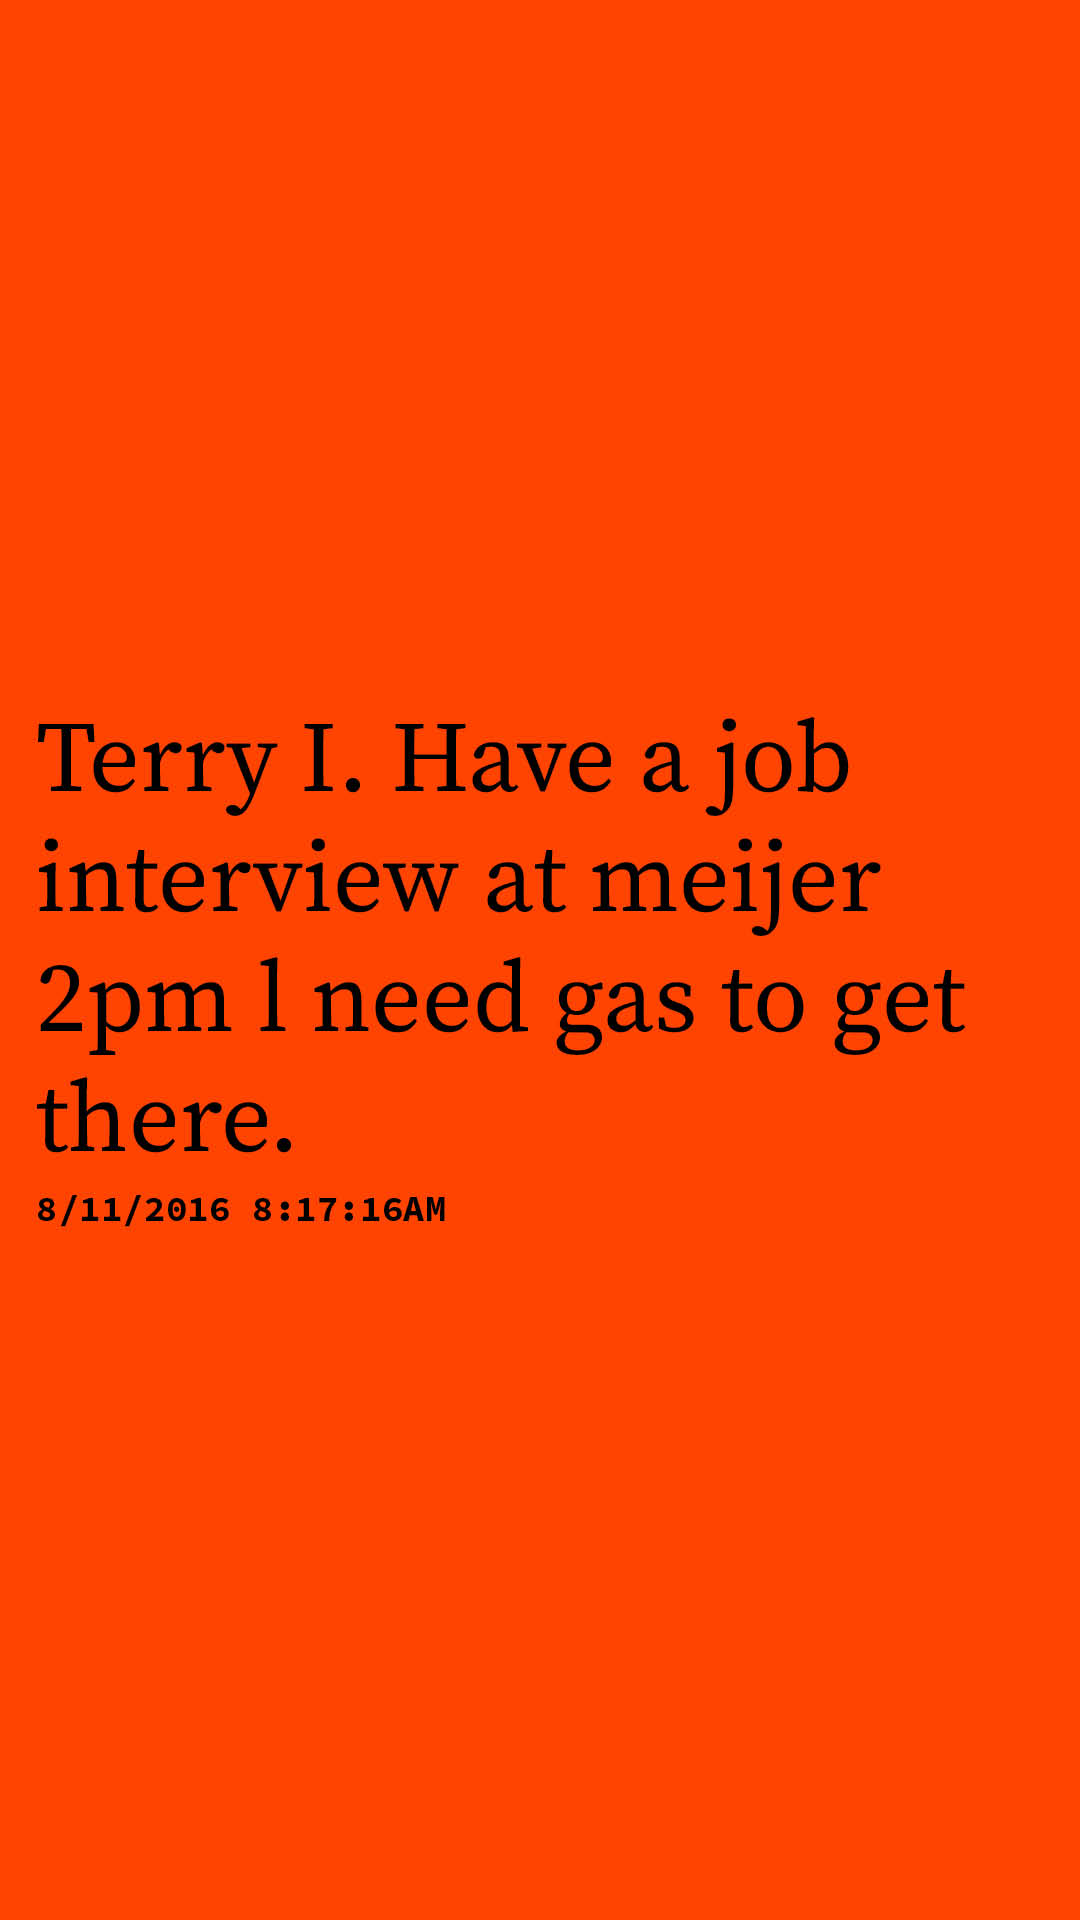 Terry I. Have a job
interview at meijer
2pm l need gas to get
there.
8/11/2016 8:17:16AM